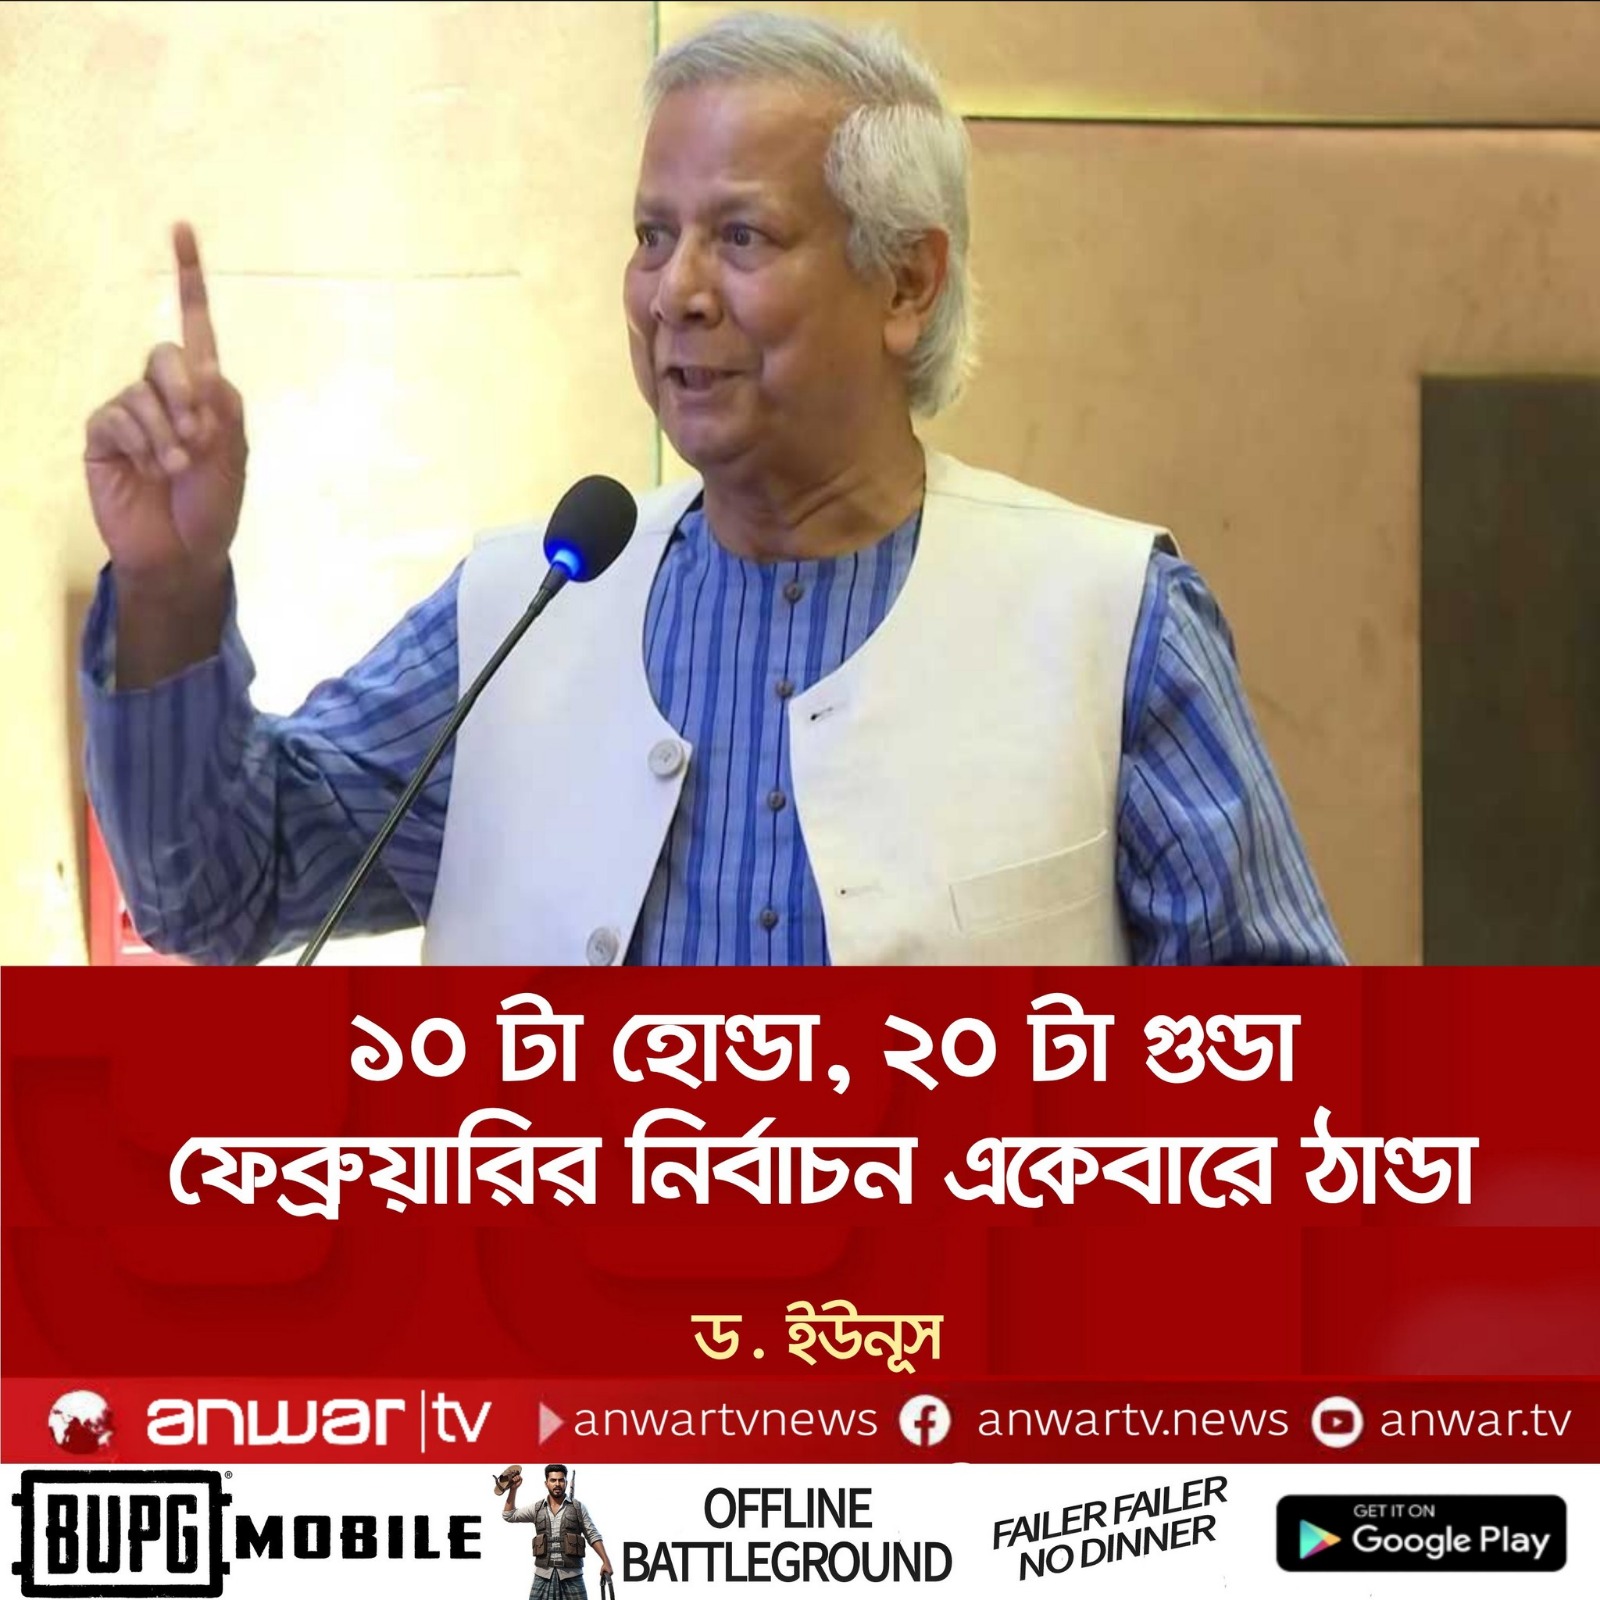 ১০ টা হোণ্ডা, ২০ টা গুণ্ডা
ফেব্রুয়ারির নির্বাচন একেবারে ঠাণ্ডা
ড. ইউনূস
anwar|tv anwartvnews anwartv.news anwar.tv
BUPG® MOBILE
OFFLINE
BATTLEGROUND
FAILER FAILER
NO DINNER
GET IT ON
Google Play